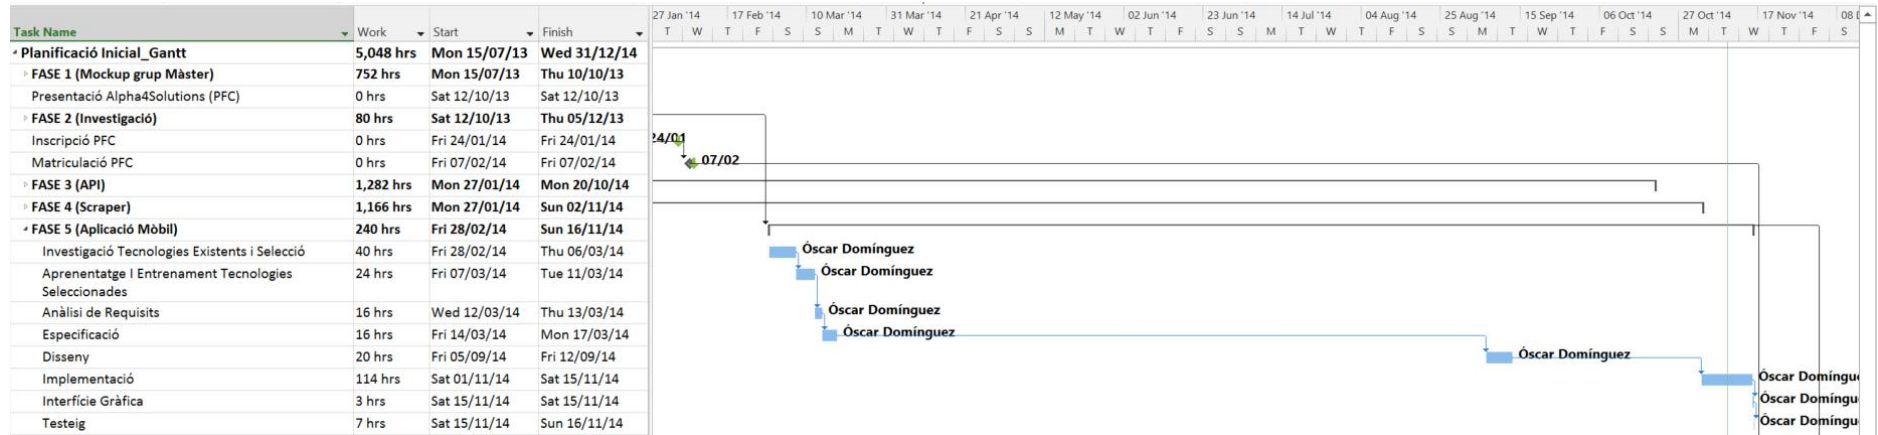 27 Jan '14 17 Feb '14 10 Mar '14 31 Mar '14 21 Apr '14 12 May '14 02 Jun '14 23 Jun '14 14 Jul '14 04 Aug '14 25 Aug '14 15 Sep '14 06 Oct '14 27 Oct '14 17 Nov '14
Task Name Work Start Finish T W T F S S M T W T F S S M T W T F S S M T W T F S S M T W T F S S M T W T F S
Planificació Inicial_Gantt 5,048 hrs Mon 15/07/13 Wed 31/12/14
FASE 1 (Mockup grup Màster) 752 hrs Mon 15/07/13 Thu 10/10/13
Presentació Alpha4Solutions (PFC) 0 hrs Sat 12/10/13 Sat 12/10/13
FASE 2 (Investigació) 80 hrs Sat 12/10/13 Thu 05/12/13
Inscripció PFC 0 hrs Fri 24/01/14 Fri 24/01/14 24/01
Matriculació PFC 0 hrs Fri 07/02/14 Fri 07/02/14 07/02
FASE 3 (API) 1,282 hrs Mon 27/01/14 Mon 20/10/14
FASE 4 (Scraper) 1,166 hrs Mon 27/01/14 Sun 02/11/14
FASE 5 (Aplicació Mòbil) 240 hrs Fri 28/02/14 Sun 16/11/14
Investigació Tecnologies Existents i Selecció 40 hrs Fri 28/02/14 Thu 06/03/14 Óscar Domínguez
Aprenentatge I Entrenament Tecnologies 24 hrs Fri 07/03/14 Tue 11/03/14 Óscar Domínguez
Seleccionades
Anàlisi de Requisits 16 hrs Wed 12/03/14 Thu 13/03/14 Óscar Domínguez
Especificació 16 hrs Fri 14/03/14 Mon 17/03/14 Óscar Domínguez
Disseny 20 hrs Fri 05/09/14 Fri 12/09/14 Óscar Domínguez
Implementació 114 hrs Sat 01/11/14 Sat 15/11/14 Óscar Domíngu
Interfície Gràfica 3 hrs Sat 15/11/14 Sat 15/11/14 Óscar Domíngu
Testeig 7 hrs Sat 15/11/14 Sun 16/11/14 Óscar Domíngu